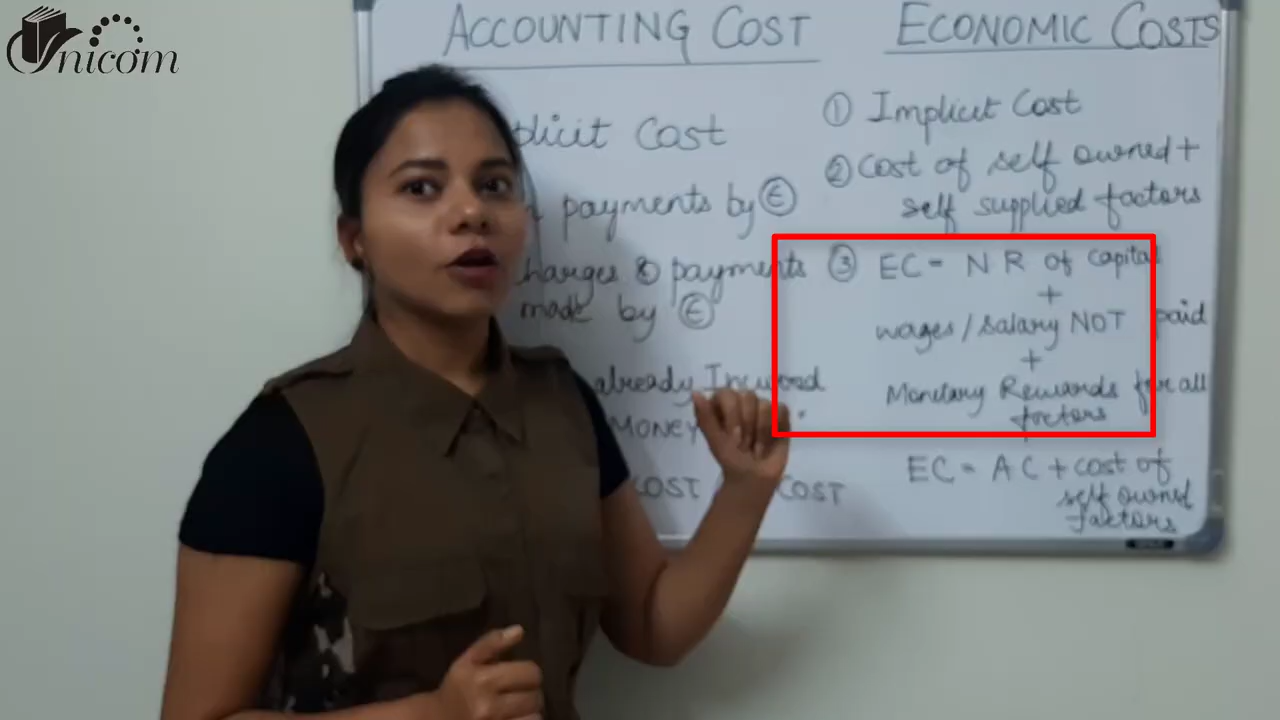 Unicom
ACCOUNTING COST
plicit Cost
payments by Ⓔ
harges & payments
made by Ⓔ
already Incurred
MONEY
COST COST
ECONOMIC COSTS
① Implicit Cost
② Cost of self owned +
self supplied factors
③ EC = NR of capital
+
wages / salary NOT paid
+
Monetary Rewards for all
factors
EC = AC + cost of
self owned
factors